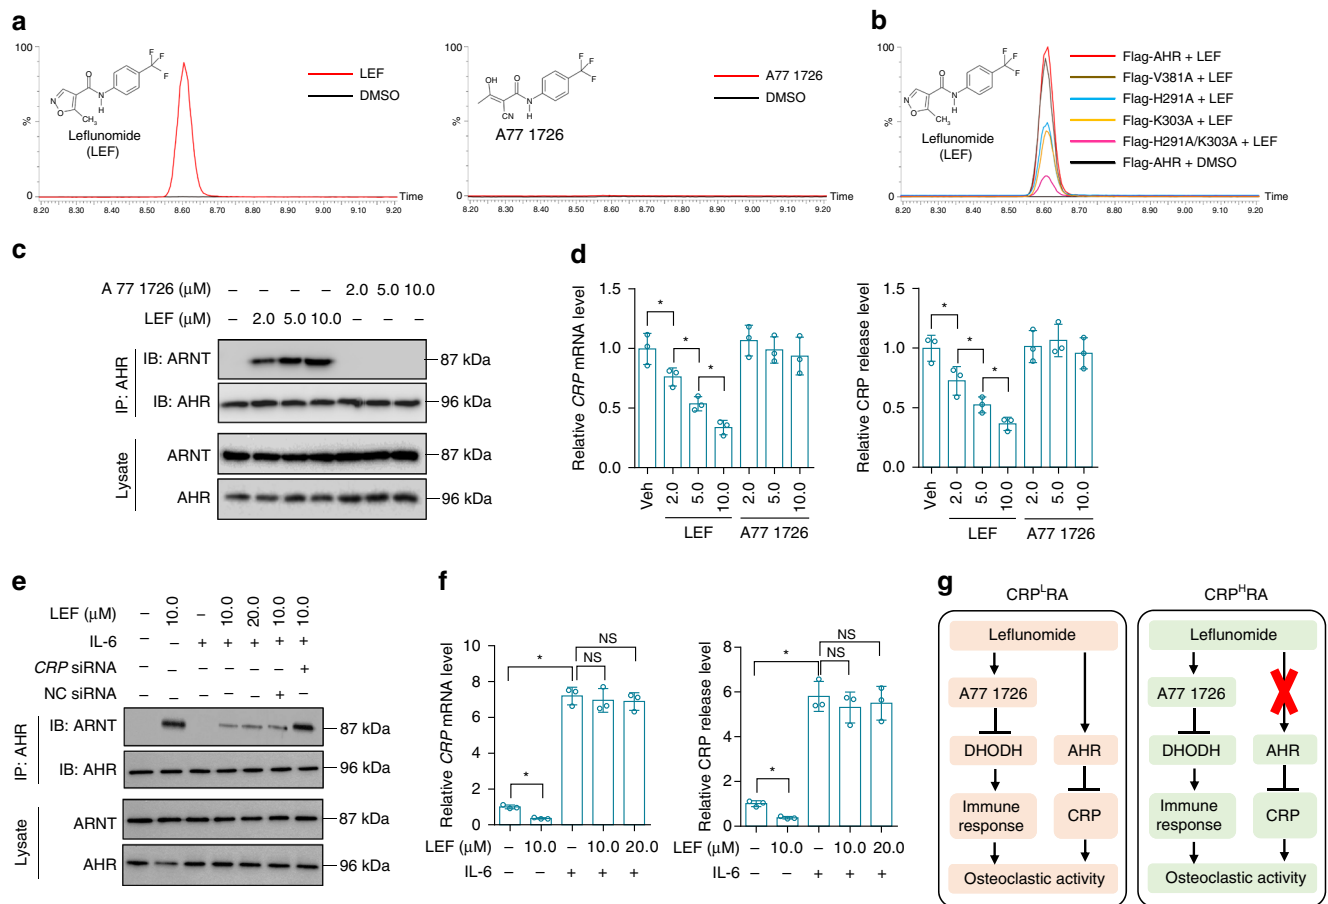 a
100
%
0
O
N
H
N
O
CH3
F
F
F
Leflunomide
(LEF)
LEF
DMSO
Time
8.20 8.30 8.40 8.50 8.60 8.70 8.80 8.90 9.00 9.10 9.20
100
%
0
OH
O
N
H
CN
F
F
F
A77 1726
A77 1726
DMSO
Time
8.20 8.30 8.40 8.50 8.60 8.70 8.80 8.90 9.00 9.10 9.20
b
100
%
0
O
N
H
N
O
CH3
F
F
F
Leflunomide
(LEF)
Flag-AHR + LEF
Flag-V381A + LEF
Flag-H291A + LEF
Flag-K303A + LEF
Flag-H291A/K303A + LEF
Flag-AHR + DMSO
Time
8.20 8.30 8.40 8.50 8.60 8.70 8.80 8.90 9.00 9.10 9.20
c
A 77 1726 (μM) – – – – 2.0 5.0 10.0
LEF (μM) – 2.0 5.0 10.0 – – –
IP: AHR
IB: ARNT 87 kDa
IB: AHR 96 kDa
Lysate
ARNT 87 kDa
AHR 96 kDa
d
Relative CRP mRNA level
1.5
1.0
0.5
0.0
* * *
Veh 2.0 5.0 10.0 2.0 5.0 10.0
LEF A77 1726
Relative CRP release level
1.5
1.0
0.5
0.0
* * *
Veh 2.0 5.0 10.0 2.0 5.0 10.0
LEF A77 1726
e
LEF (μM) – 10.0 – 10.0 20.0 10.0 10.0
IL-6 – – + + + + +
CRP siRNA – – – – – – +
NC siRNA – – – – – + –
IP: AHR
IB: ARNT 87 kDa
IB: AHR 96 kDa
Lysate
ARNT 87 kDa
AHR 96 kDa
f
Relative CRP mRNA level
10
8
6
4
2
0
* * NS NS
LEF (μM) – 10.0 – 10.0 20.0
IL-6 – – + + +
Relative CRP release level
8
6
4
2
0
* * NS NS
LEF (μM) – 10.0 – 10.0 20.0
IL-6 – – + + +
g
CRPᴸRA
Leflunomide
A77 1726
DHODH AHR
Immune
response
CRP
Osteoclastic activity
CRPᴴRA
Leflunomide
A77 1726
DHODH AHR
Immune
response
CRP
Osteoclastic activity